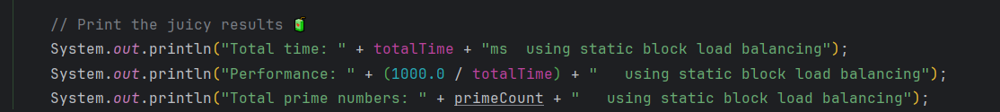 // Print the juicy results 🧃
System.out.println("Total time: " + totalTime + "ms  using static block load balancing");
System.out.println("Performance: " + (1000.0 / totalTime) + "   using static block load balancing");
System.out.println("Total prime numbers: " + primeCount + "   using static block load balancing");